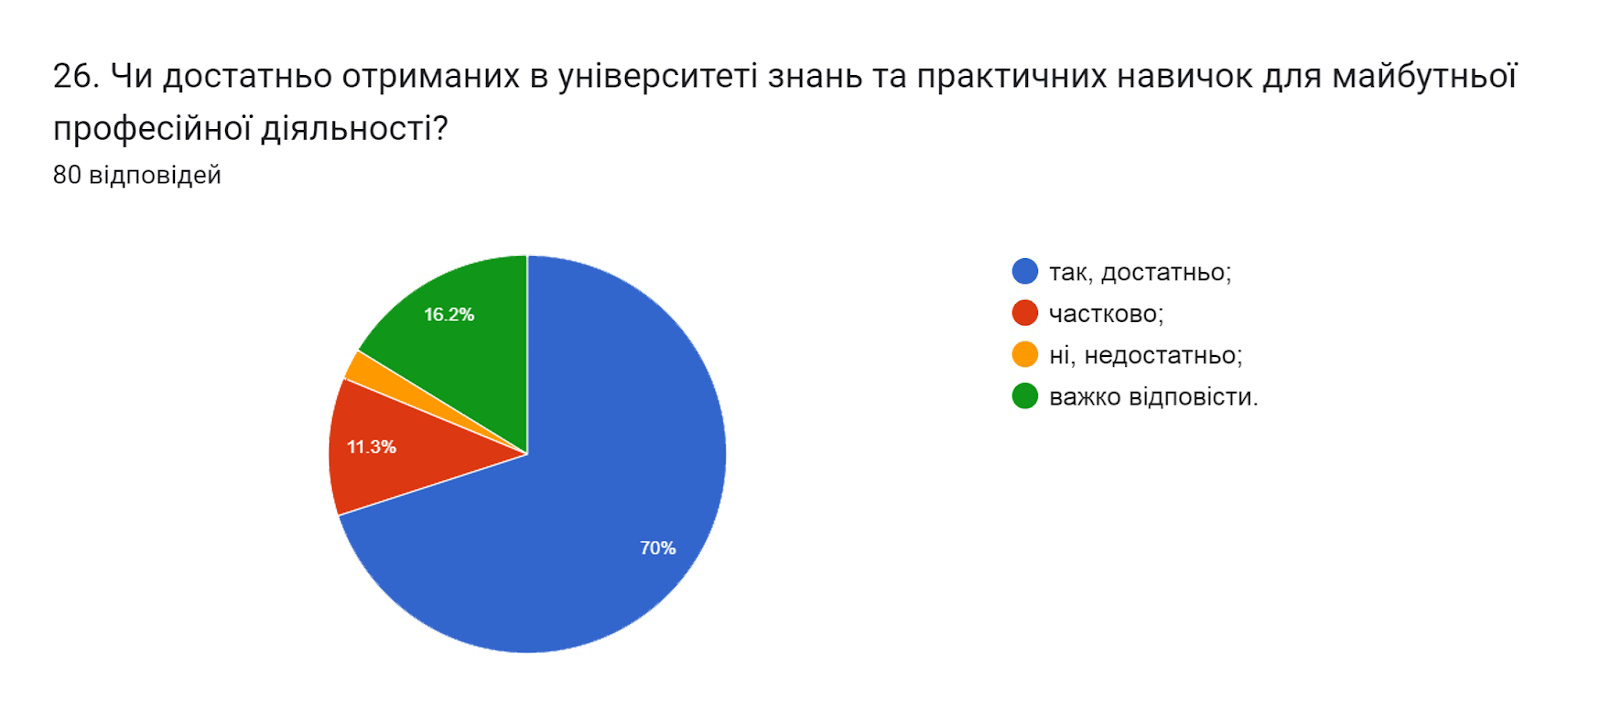 26. Чи достатньо отриманих в університеті знань та практичних навичок для майбутньої
професійної діяльності?
80 відповідей
16.2%
11.3%
70%
так, достатньо;
частково;
ні, недостатньо;
важко відповісти.